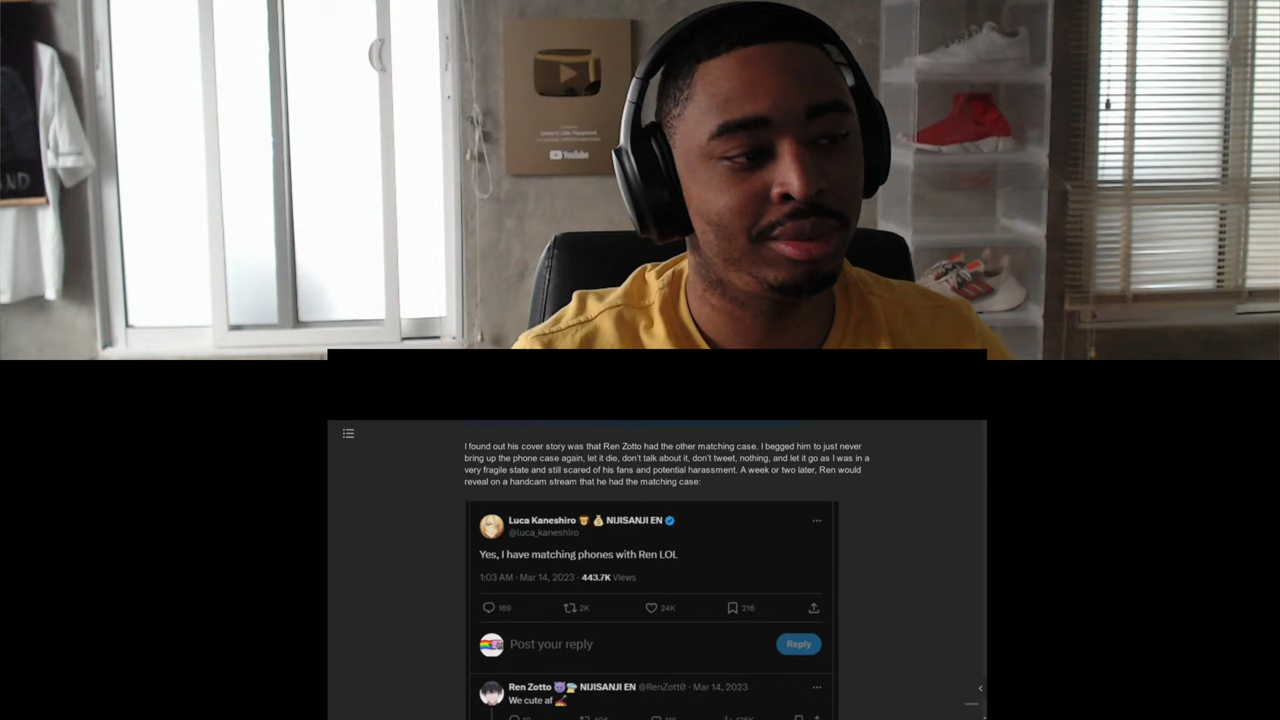 ND
YouTube
I found out his cover story was that Ren Zotto had the other matching case. I begged him to just never
bring up the phone case again, let it die, don't talk about it, don't tweet, nothing, and let it go as I was in a
very fragile state and still scared of his fans and potential harassment. A week or two later, Ren would
reveal on a handcam stream that he had the matching case:
Luca Kaneshiro NIJISANJI EN
@luca_kaneshiro
Yes, I have matching phones with Ren LOL
1:03 AM · Mar 14, 2023 · 443.7K Views
169 2K 24K 216
Post your reply Reply
Ren Zotto NIJISANJI EN @RenZott0 · Mar 14, 2023
We cute af